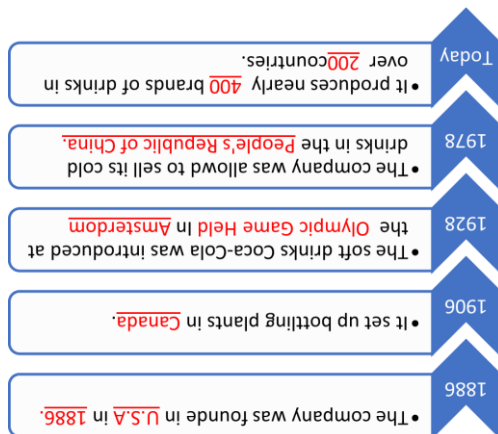 1886
•The company was founde in U.S.A in 1886.
1906
•It set up bottling plants in Canada.
1928
•The soft drinks Coca-Cola was introduced at
the Olympic Game Held In Amsterdom
1978
•The company was allowd to sell its cold
drinks in the People's Republic of China.
Today
•It produces nearly 400 brands of drinks in
over 200countries.